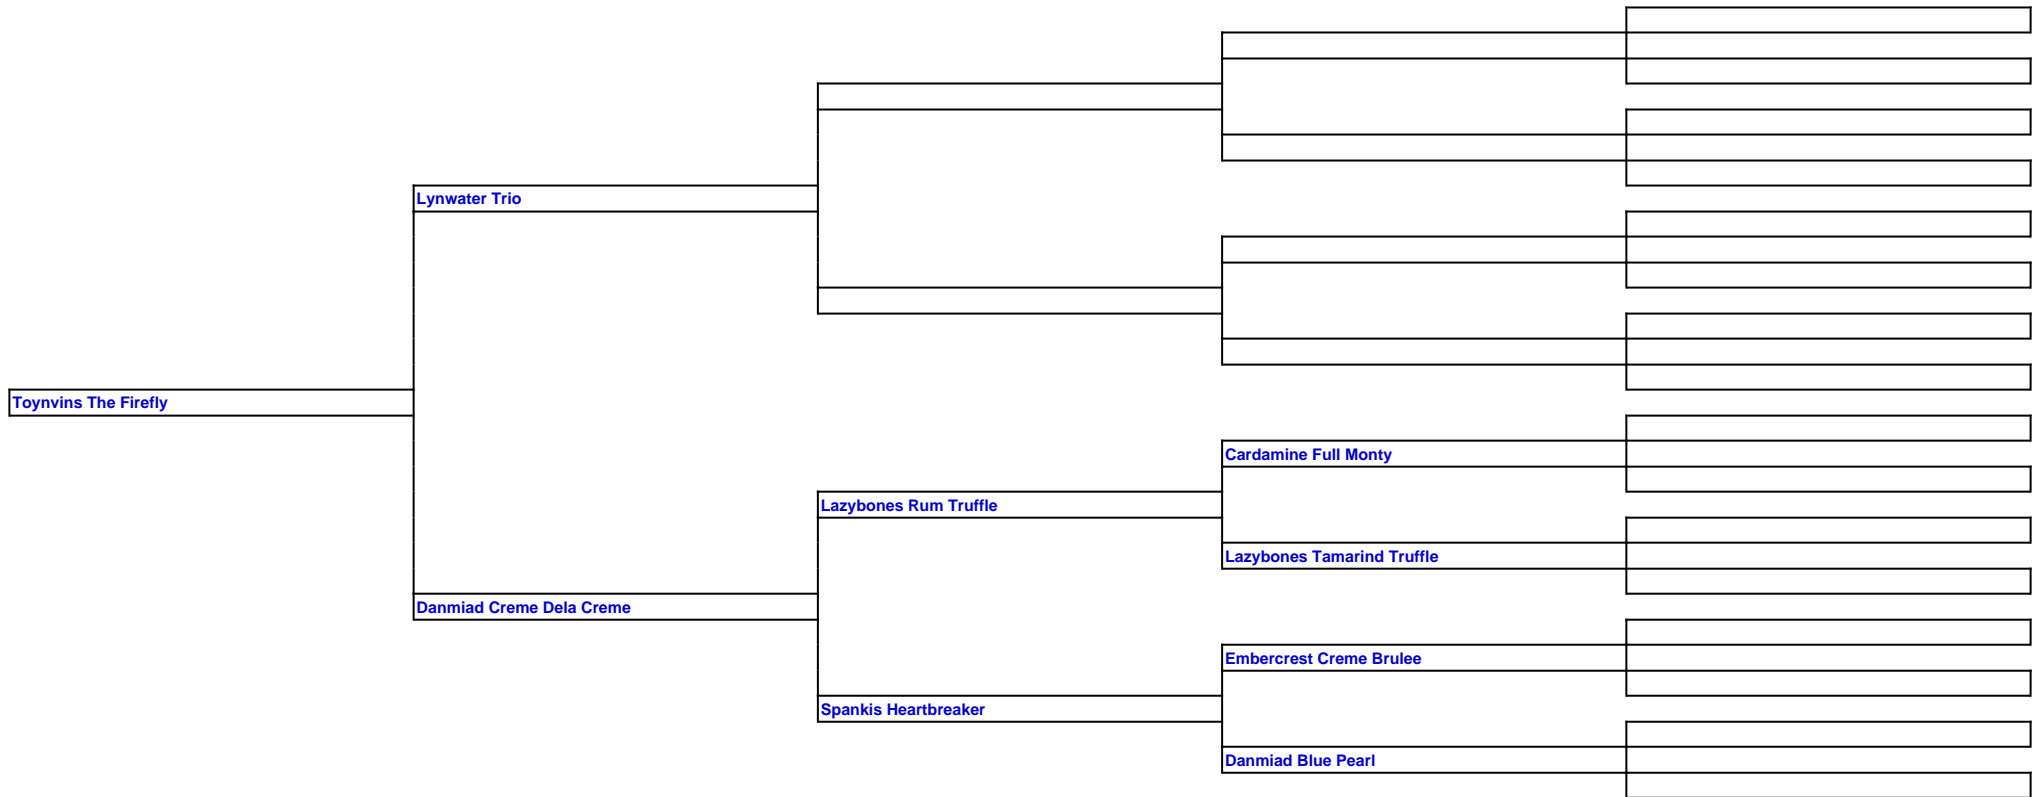 Lynwater Trio
Toynvins The Firefly
Cardamine Full Monty
Lazybones Rum Truffle
Lazybones Tamarind Truffle
Danmiad Creme Dela Creme
Embercrest Creme Brulee
Spankis Heartbreaker
Danmiad Blue Pearl